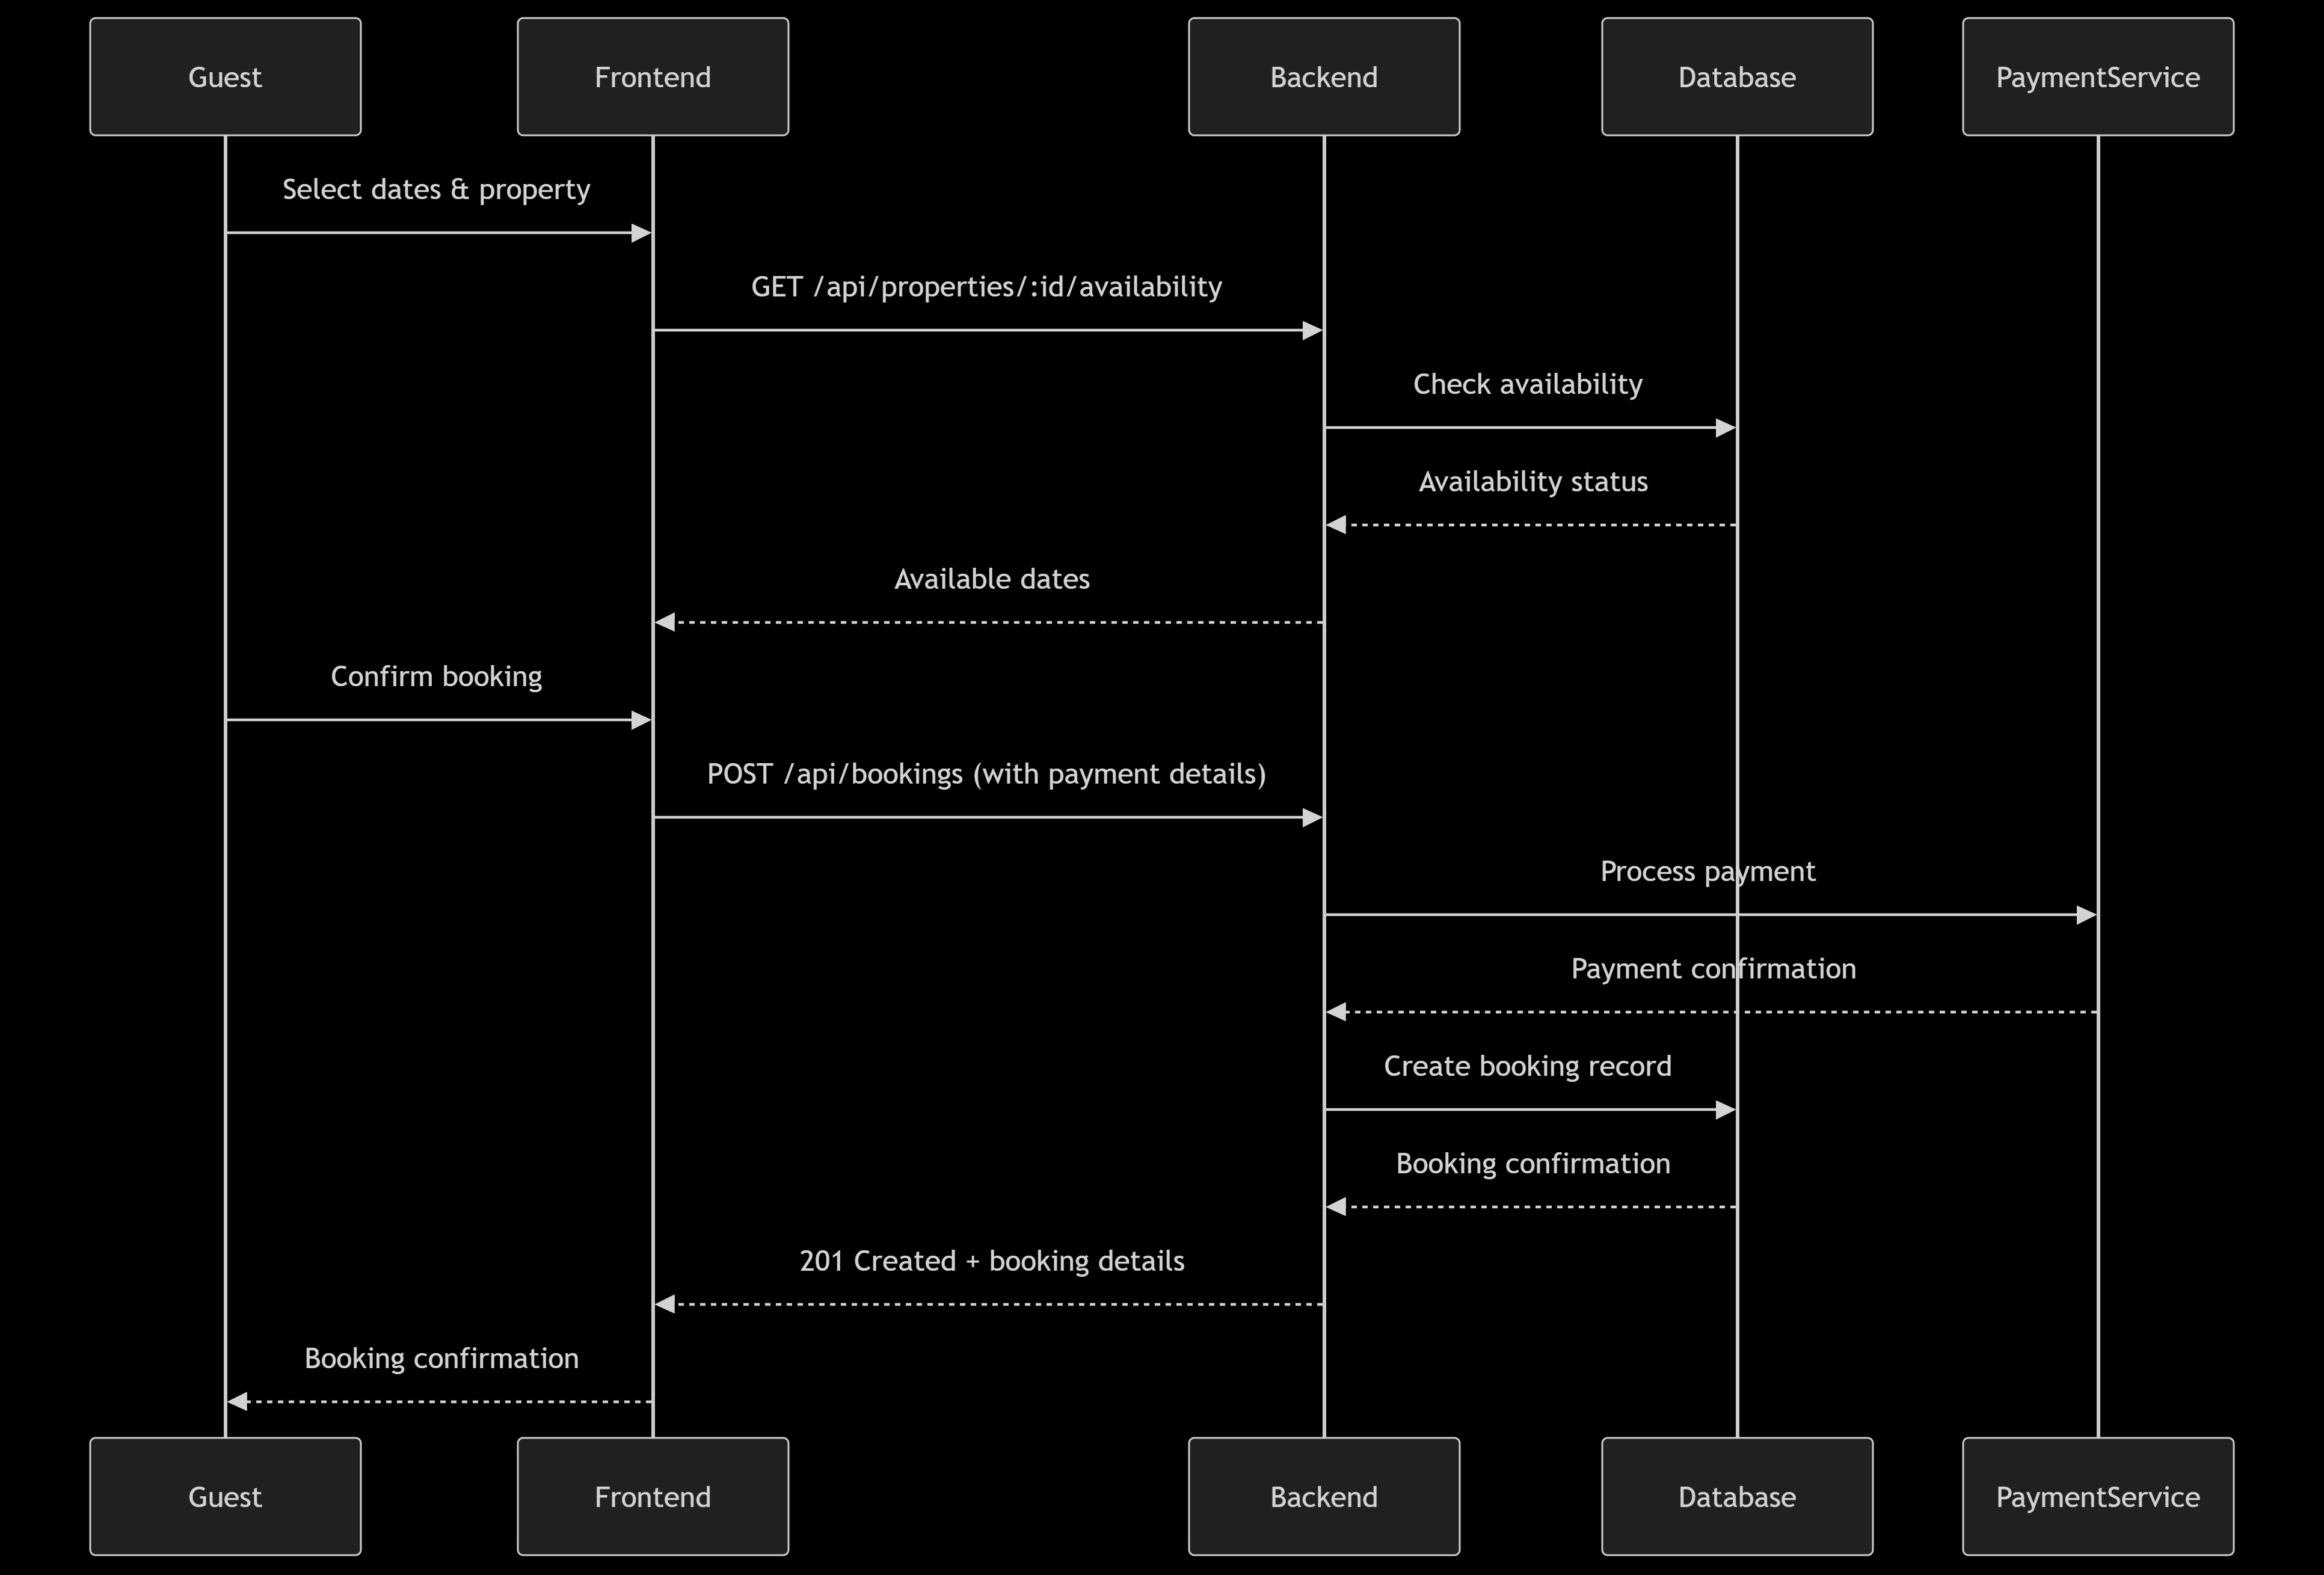 Guest
Frontend
Backend
Database
PaymentService
Select dates & property
GET /api/properties/:id/availability
Check availability
Availability status
Available dates
Confirm booking
POST /api/bookings (with payment details)
Process payment
Payment confirmation
Create booking record
Booking confirmation
201 Created + booking details
Booking confirmation
Guest
Frontend
Backend
Database
PaymentService